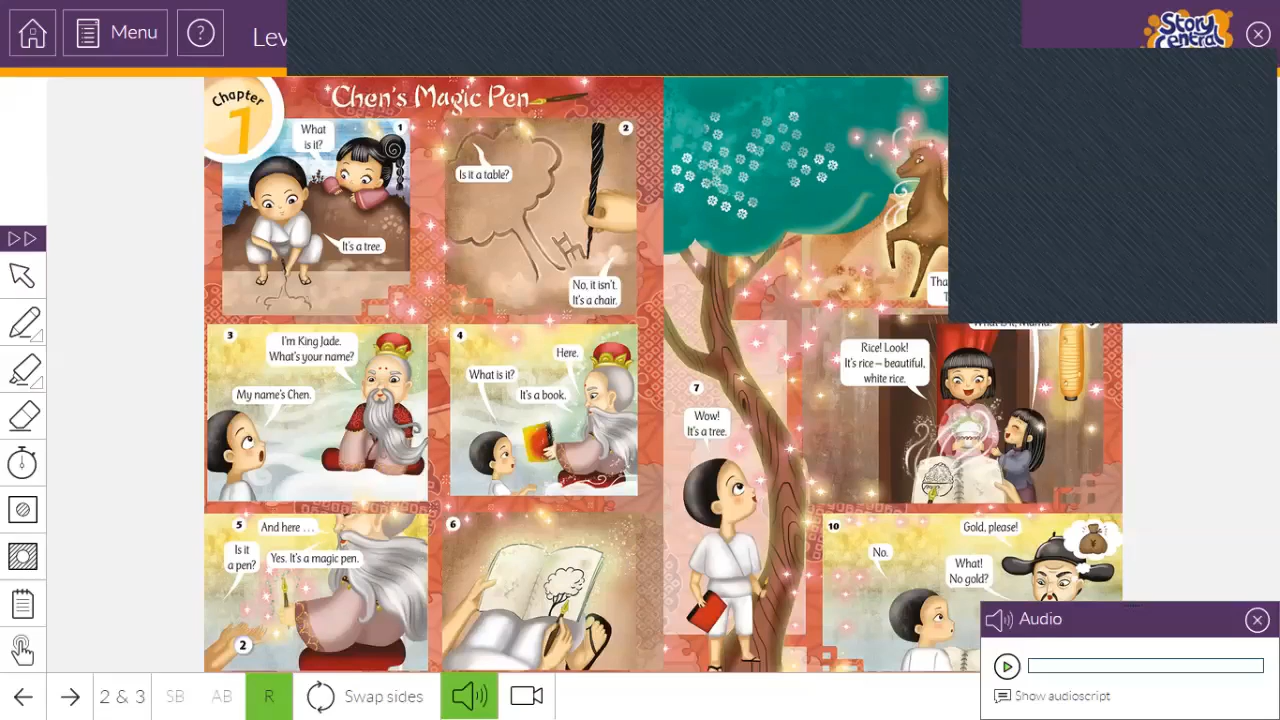 Menu
?
Lev
Story
Central
Chapter
1
Chen's Magic Pen
What
is it?
1
It's a tree.
2
Is it a table?
No, it isn't.
It's a chair.
3
I'm King Jade.
What's your name?
My name's Chen.
4
Here.
What is it?
It's a book.
5
And here ...
Is it
a pen?
Yes. It's a magic pen.
2
6
7
Wow!
It's a tree.
Tha
T
Rice! Look!
It's rice – beautiful,
white rice.
10
Gold, please!
No.
What!
No gold?
¥
Audio
Show audioscript
2 & 3
SB
AB
R
Swap sides